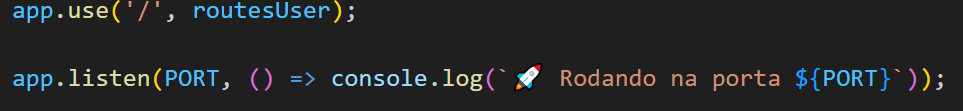 app.use('/', routesUser);
app.listen(PORT, () => console.log(`🚀 Rodando na porta ${PORT}`));